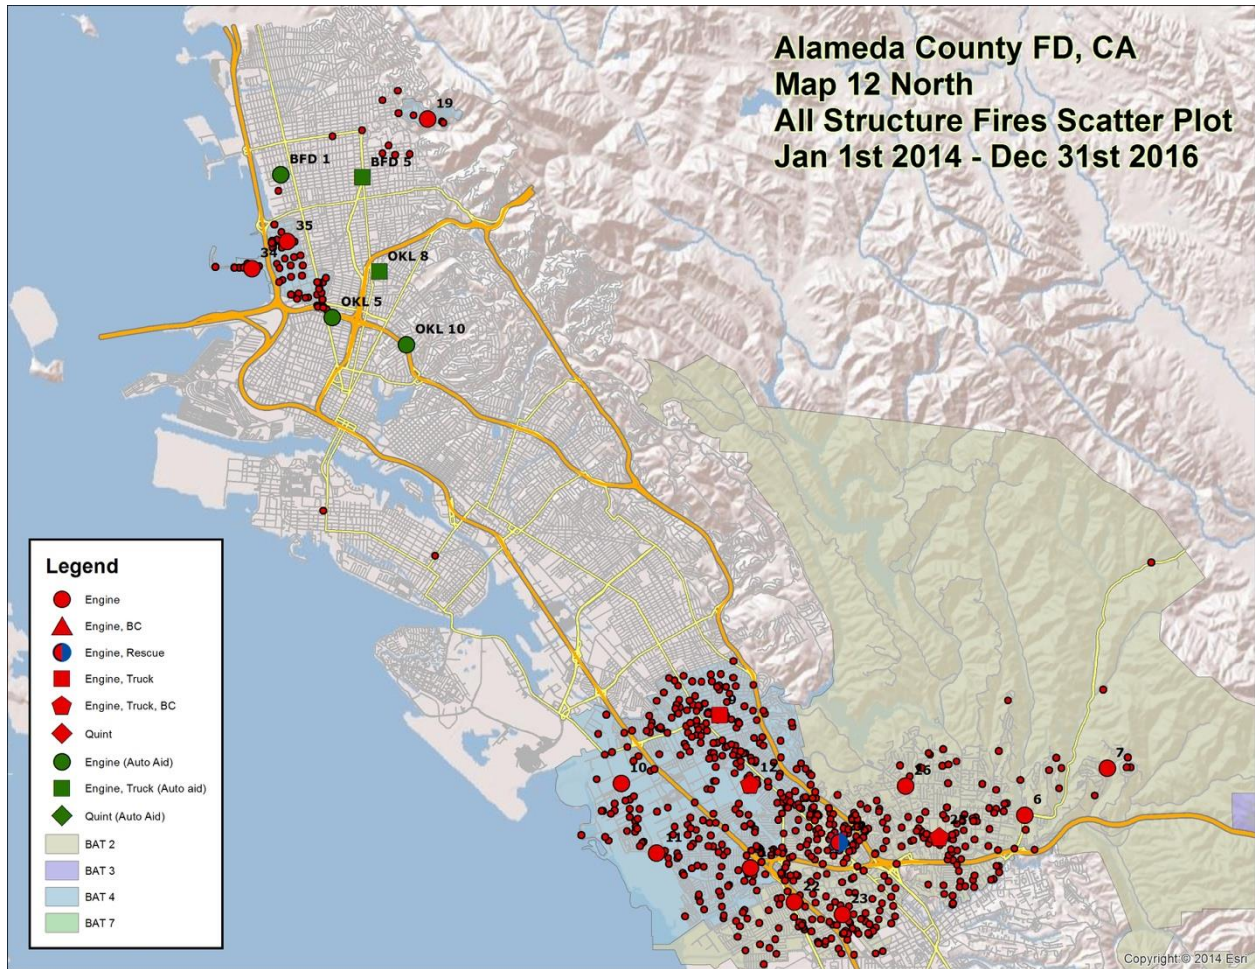 Alameda County FD, CA
Map 12 North
All Structure Fires Scatter Plot
Jan 1st 2014 - Dec 31st 2016
19
BFD 1
BFD 5
35
34
OKL 8
OKL 5
OKL 10
9
10
12
26
7
6
11
25
22
23
Legend
Engine
Engine, BC
Engine, Rescue
Engine, Truck
Engine, Truck, BC
Quint
Engine (Auto Aid)
Engine, Truck (Auto aid)
Quint (Auto Aid)
BAT 2
BAT 3
BAT 4
BAT 7
Copyright:© 2014 Esri